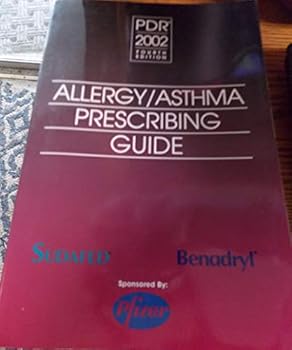 PDR
2002
FOURTH
EDITION
ALLERGY/ASTHMA
PRESCRIBING
GUIDE
SUDAFED Benadryl®
Sponsored By:
Pfizer